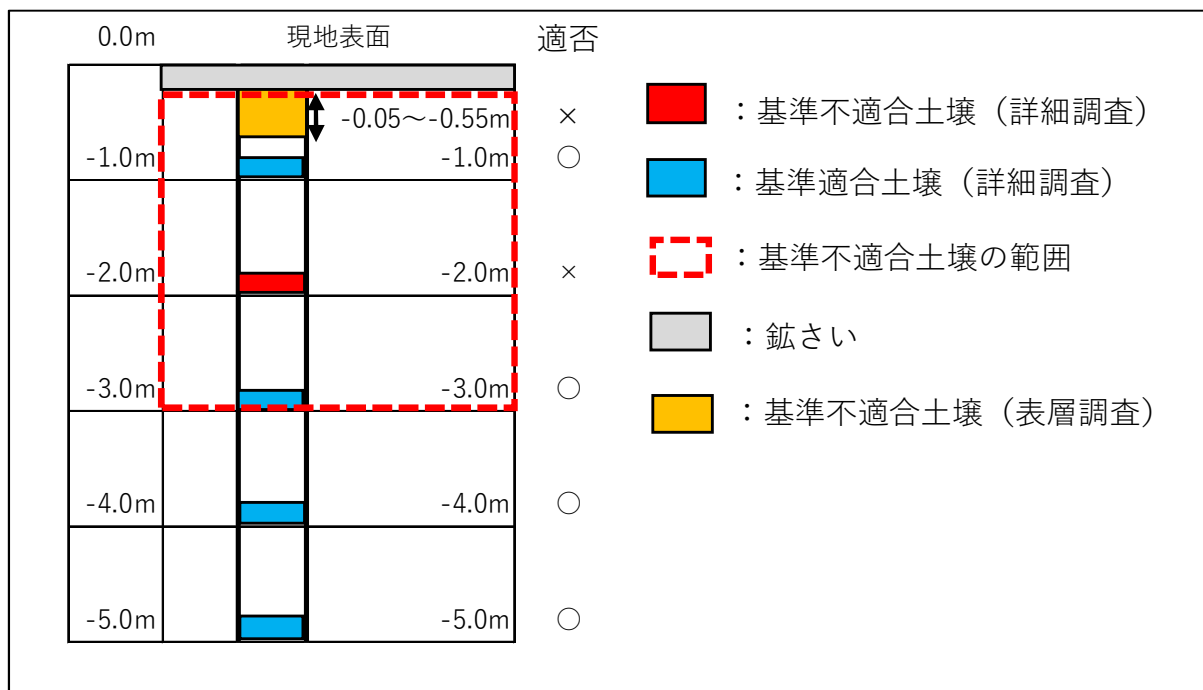 0.0m 現地表面 適否
-0.05～-0.55m ×
-1.0m -1.0m ○
-2.0m -2.0m ×
-3.0m -3.0m ○
-4.0m -4.0m ○
-5.0m -5.0m ○
：基準不適合土壌（詳細調査）
：基準適合土壌（詳細調査）
：基準不適合土壌の範囲
：鉱さい
：基準不適合土壌（表層調査）